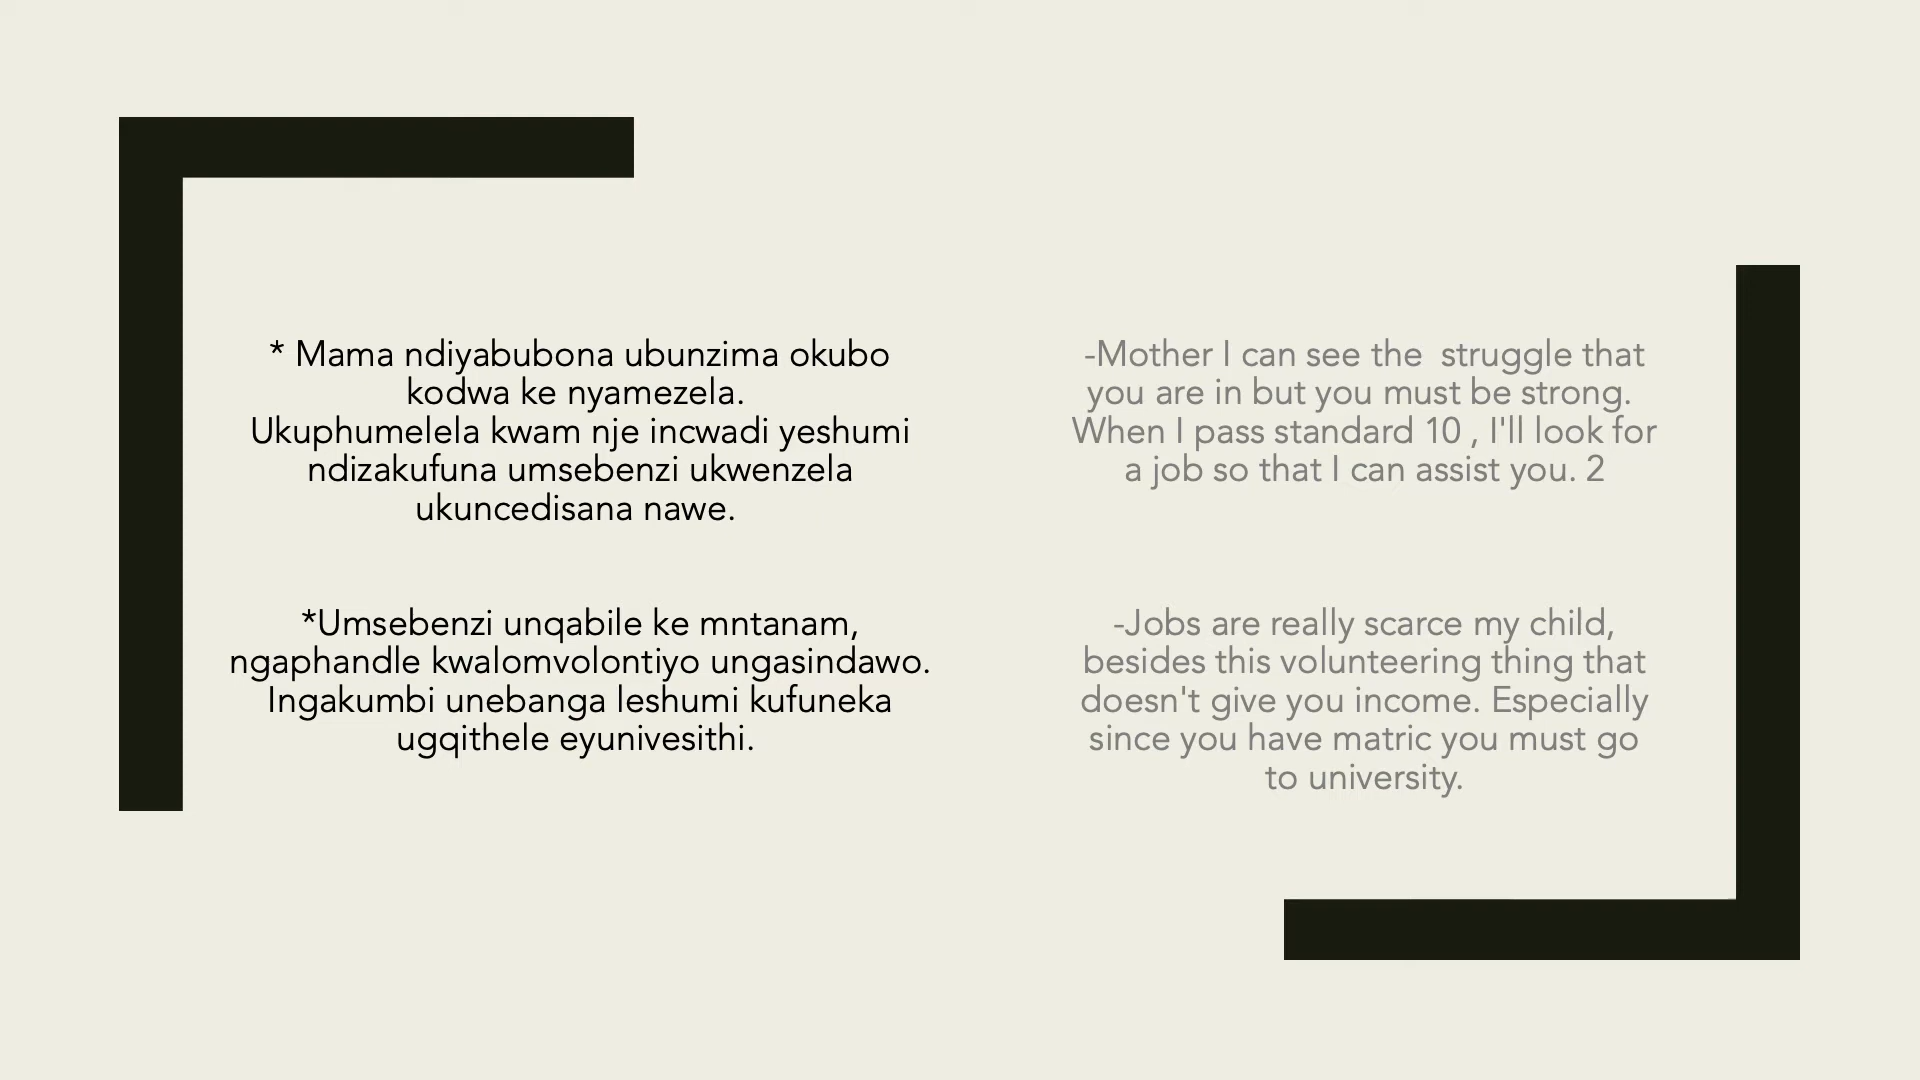 * Mama ndiyabubona ubunzima okubo
kodwa ke nyamezela.
Ukuphumelela kwam nje incwadi yeshumi
ndizakufuna umsebenzi ukwenzela
ukuncedisana nawe.
*Umsebenzi unqabile ke mntanam,
ngaphandle kwalomvolontiyo ungasindawo.
Ingakumbi unebanga leshumi kufuneka
ugqithele eyunivesithi.
-Mother I can see the  struggle that
you are in but you must be strong.
When I pass standard 10 , I'll look for
a job so that I can assist you. 2
-Jobs are really scarce my child,
besides this volunteering thing that
doesn't give you income. Especially
since you have matric you must go
to university.